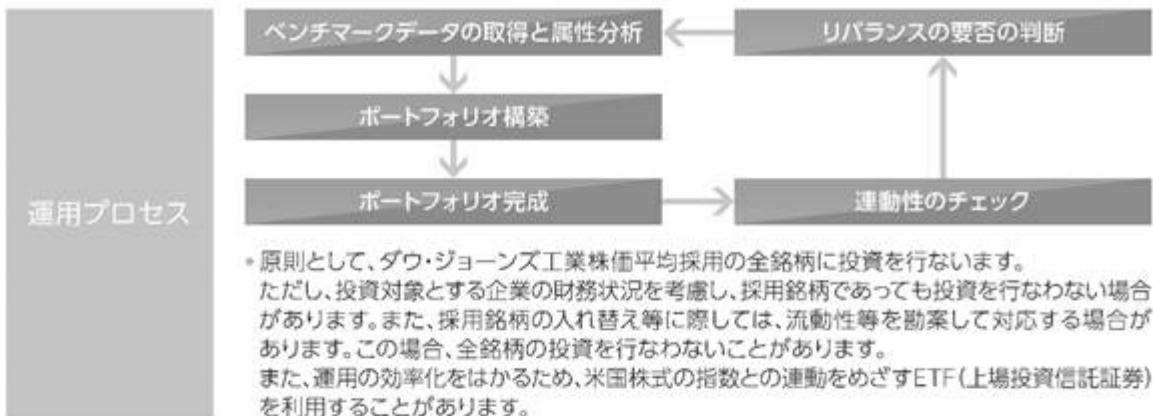 運用プロセス
ベンチマークデータの取得と属性分析
リバランスの要否の判断
ポートフォリオ構築
ポートフォリオ完成
連動性のチェック
*原則として、ダウ・ジョーンズ工業株価平均採用の全銘柄に投資を行ないます。
ただし、投資対象とする企業の財務状況を考慮し、採用銘柄であっても投資を行なわない場合
があります。また、採用銘柄の入れ替え等に際しては、流動性等を勘案して対応する場合が
あります。この場合、全銘柄の投資を行なわないことがあります。
また、運用の効率化をはかるため、米国株式の指数との連動をめざすETF(上場投資信託証券)
を利用することがあります。